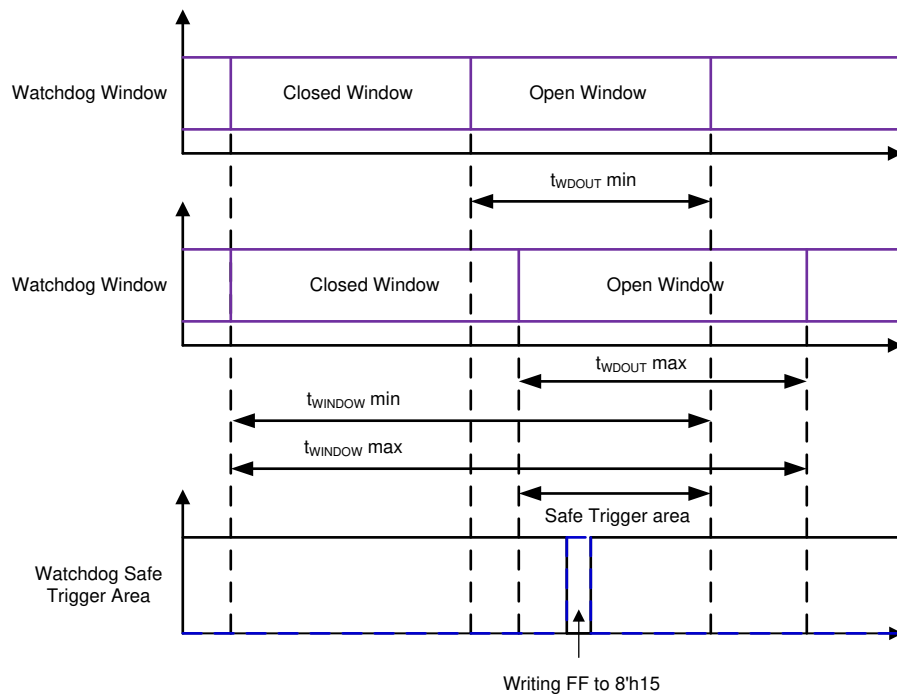 Watchdog Window
Closed Window
Open Window
tWDOUT min
Watchdog Window
Closed Window
Open Window
tWDOUT max
tWINDOW min
tWINDOW max
Safe Trigger area
Watchdog Safe
Trigger Area
Writing FF to 8'h15